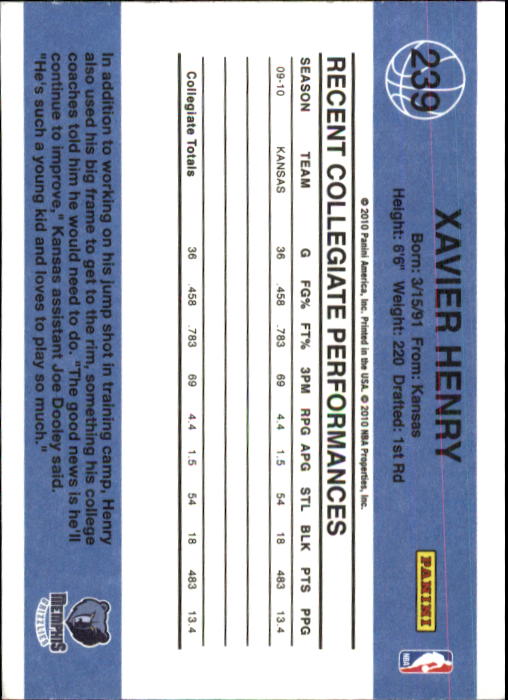 239
XAVIER HENRY
Born: 3/15/91 From: Kansas
Height: 6'6" Weight: 220 Drafted: 1st Rd
PANINI
NBA
© 2010 Panini America, Inc. Printed in the USA. © 2010 NBA Properties, Inc.
RECENT COLLEGIATE PERFORMANCES
SEASON TEAM G FG% FT% 3PM RPG APG STL BLK PTS PPG
09-10 KANSAS 36 .458 .783 69 4.4 1.5 54 18 483 13.4
Collegiate Totals 36 .458 .783 69 4.4 1.5 54 18 483 13.4
In addition to working on his jump shot in training camp, Henry
also used his big frame to get to the rim, something his college
coaches told him he would need to do. "The good news is he'll
continue to improve," Kansas assistant Joe Dooley said.
"He's such a young kid and loves to play so much."
MEMPHIS
GRIZZLIES